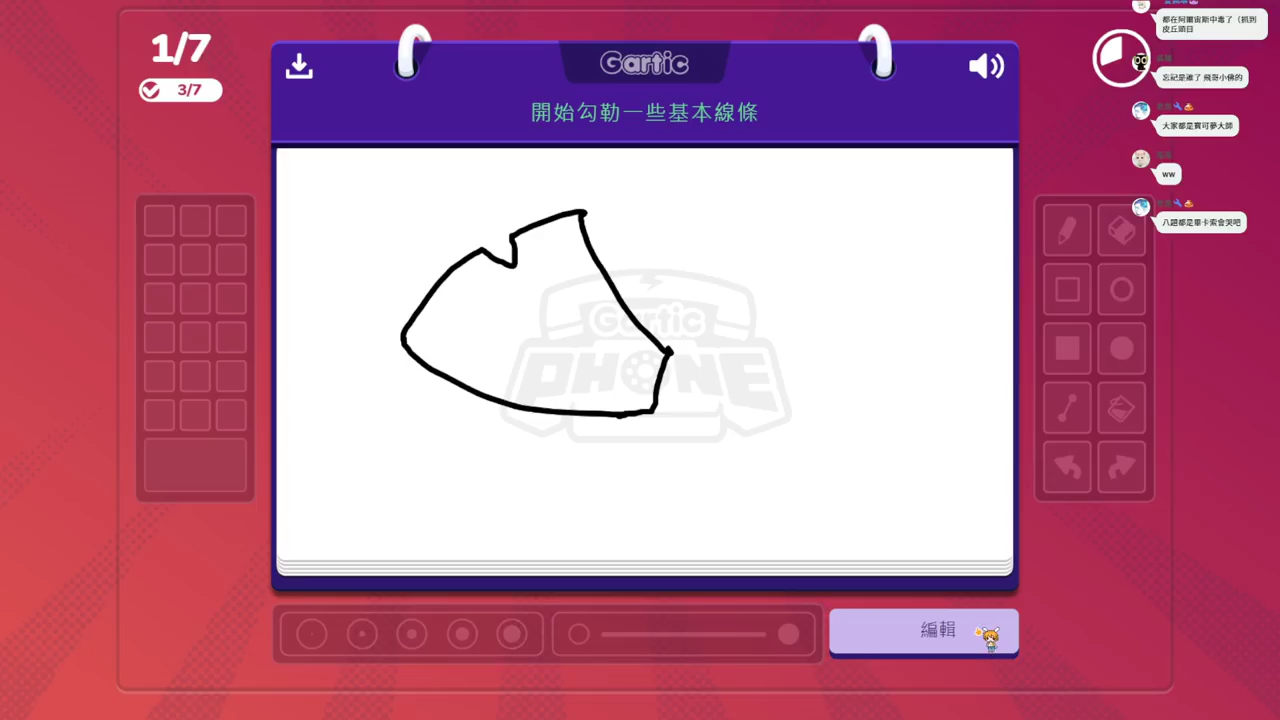 1/7
3/7
Gartic
開始勾勒一些基本線條
Gartic
PHONE
編輯
都在阿爾宙斯中毒了（抓到
皮丘頭目
忘記是誰了 飛哥小佛的
大家都是寶可夢大師
ww
八題都是畢卡索會哭吧